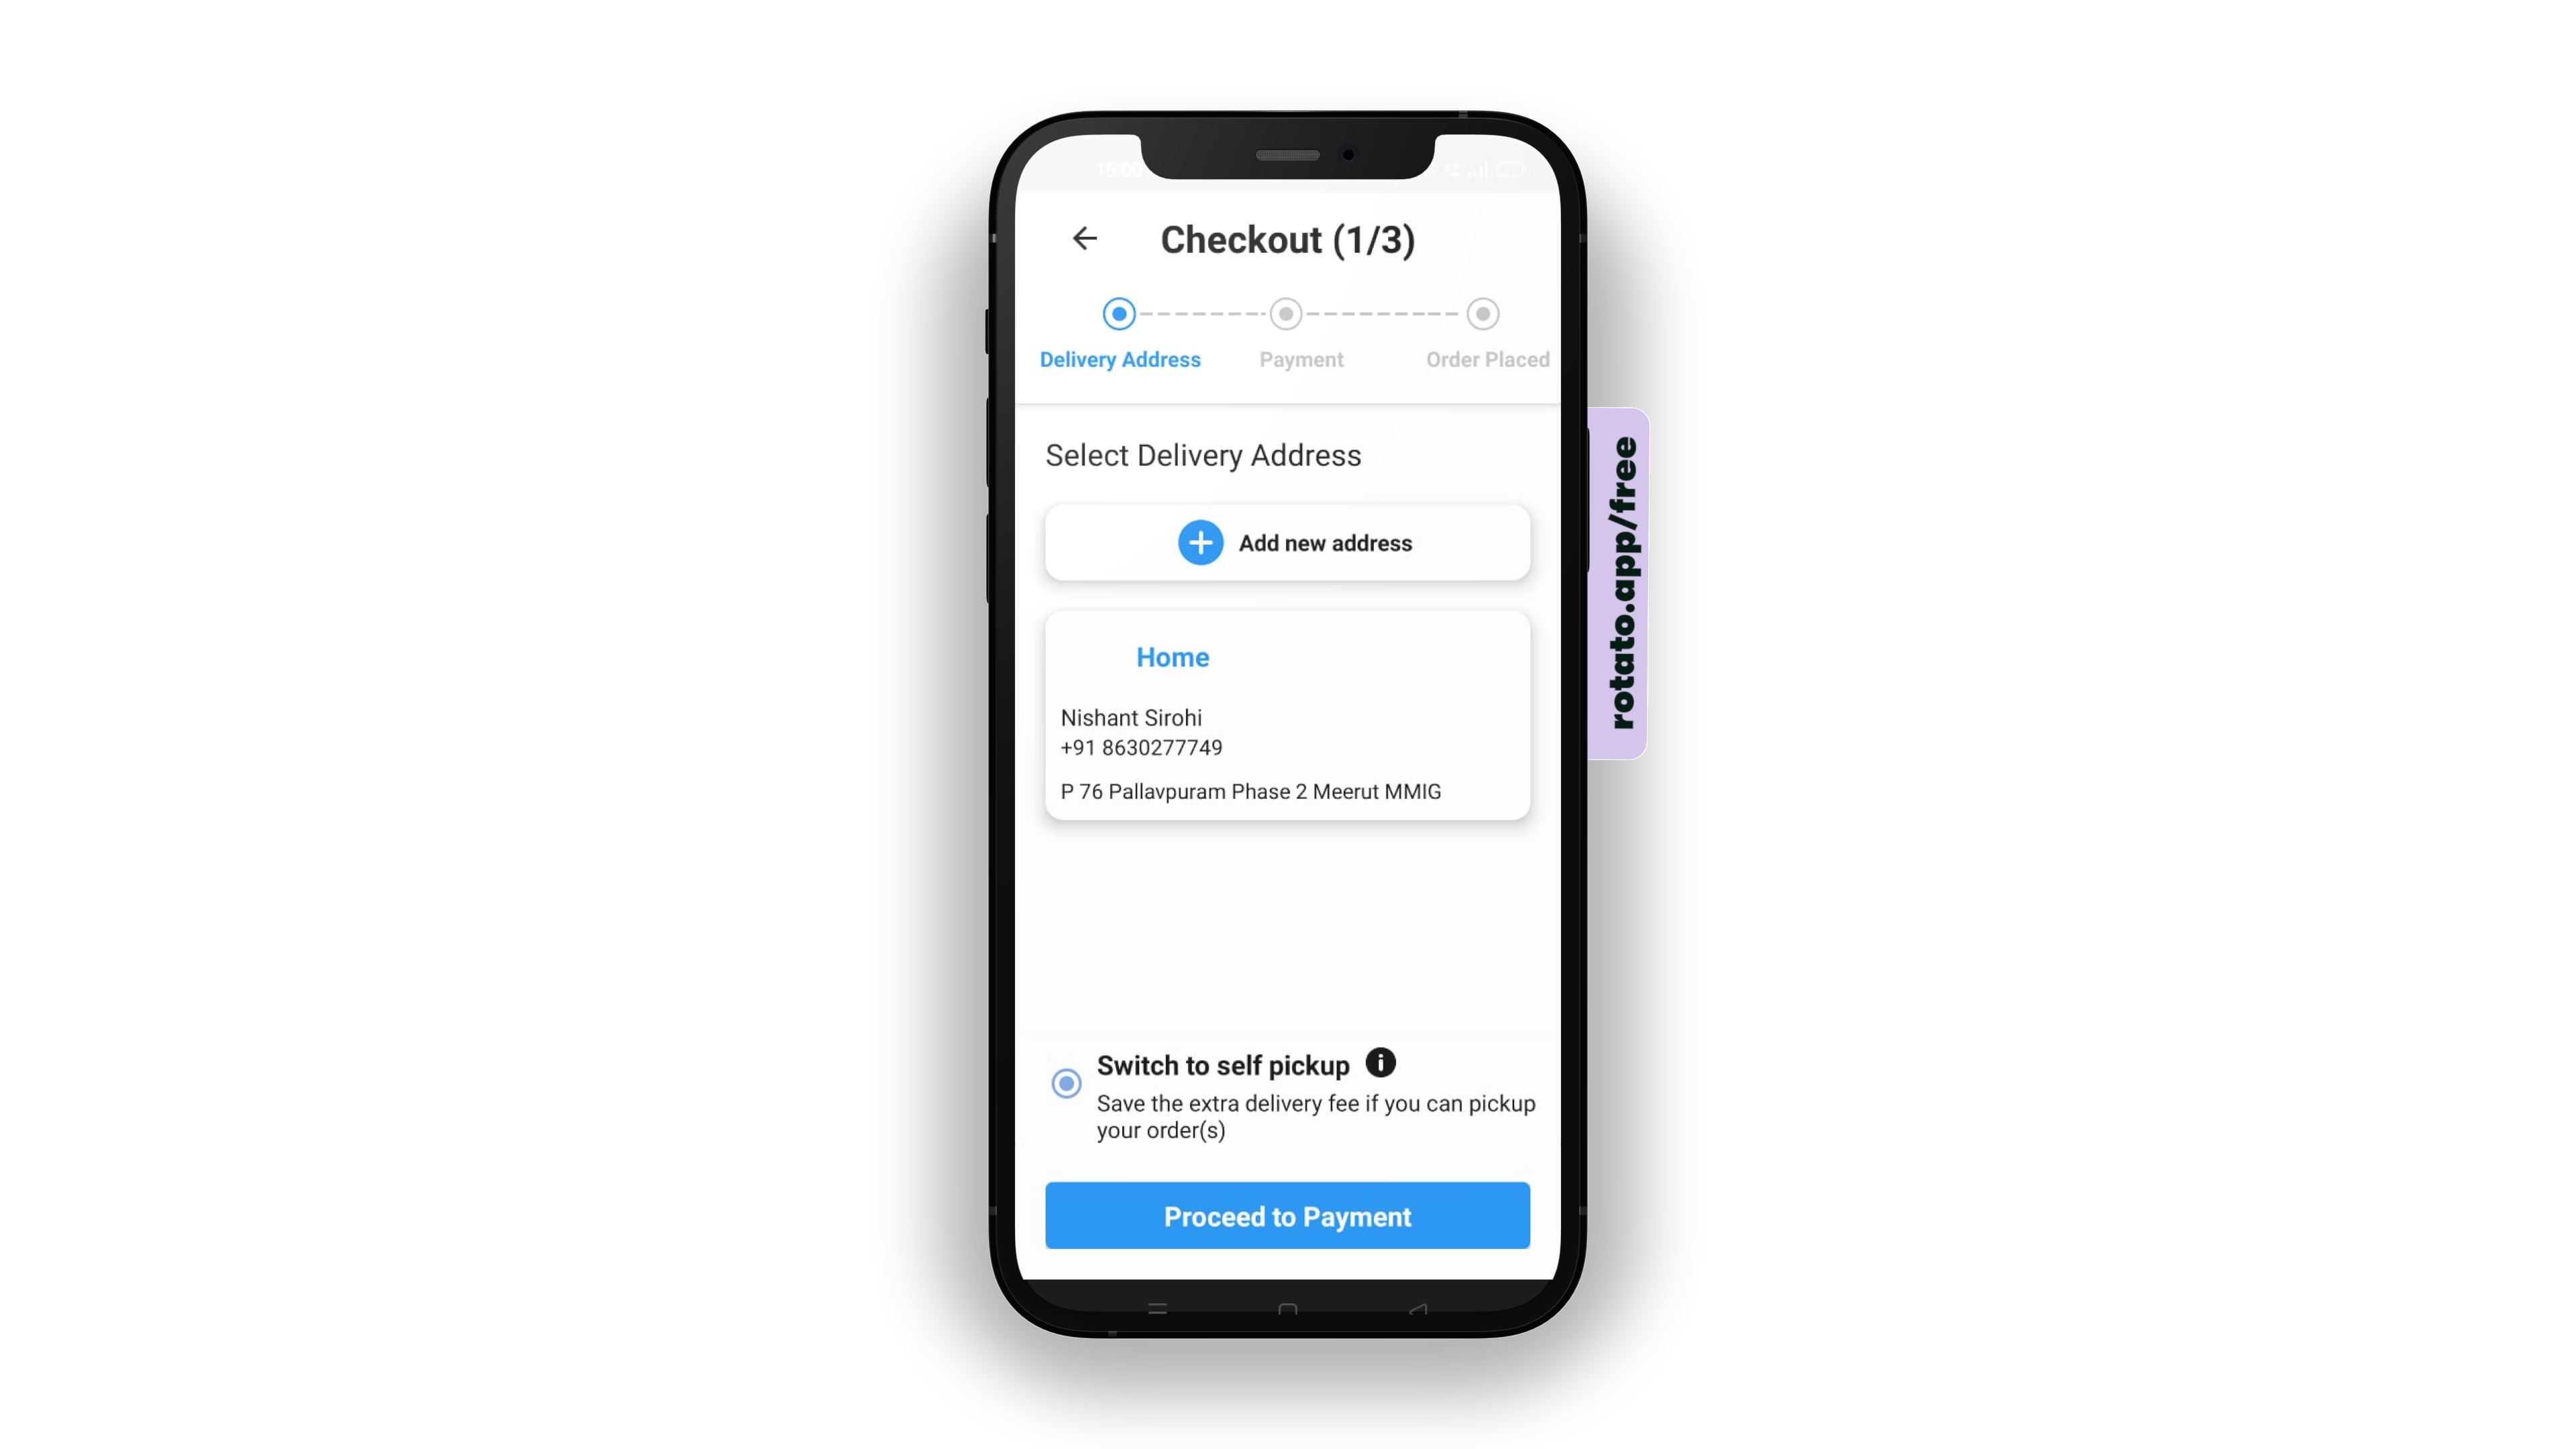 15:00
Checkout (1/3)
Delivery Address
Payment
Order Placed
Select Delivery Address
Add new address
Home
Nishant Sirohi
+91 8630277749
P 76 Pallavpuram Phase 2 Meerut MMIG
Switch to self pickup
Save the extra delivery fee if you can pickup
your order(s)
Proceed to Payment
rotato.app/free